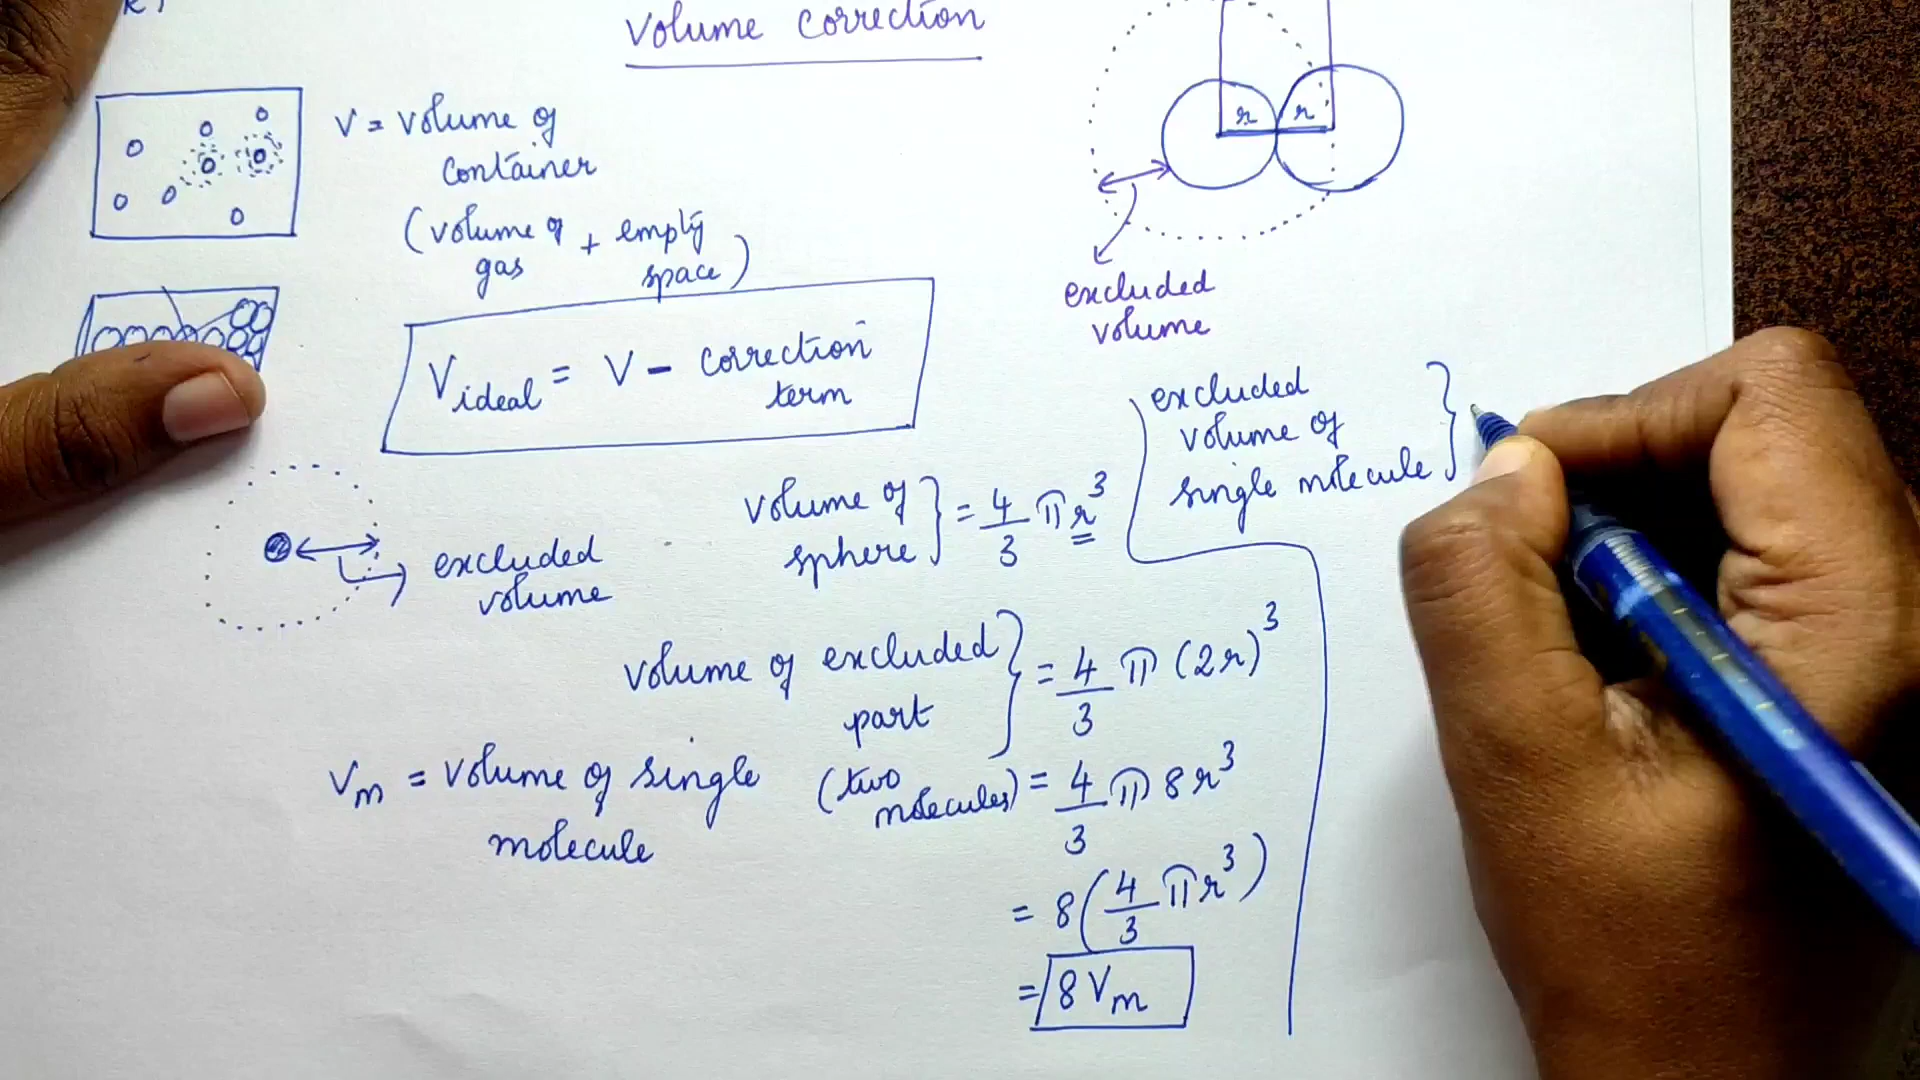 Volume Correction
V = Volume of
Container
(Volume of + empty
gas space)
r r
excluded
volume
V ideal = V - Correction
term
excluded
volume of
single molecule }
Volume of
sphere } = 4/3 π r³
excluded
volume
Volume of excluded
part } = 4/3 π (2r)³
Vm = Volume of single
molecule
(two
molecules) = 4/3 π 8r³
= 8(4/3 π r³)
= 8 Vm